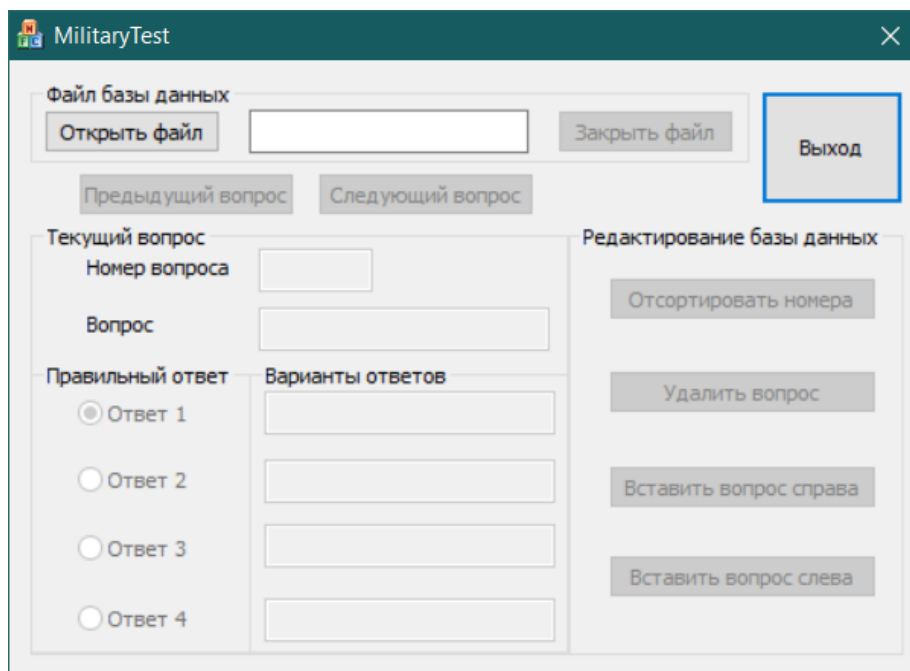 MilitaryTest
Файл базы данных
Открыть файл
Закрыть файл
Выход
Предыдущий вопрос
Следующий вопрос
Текущий вопрос
Номер вопроса
Вопрос
Правильный ответ
Варианты ответов
Ответ 1
Ответ 2
Ответ 3
Ответ 4
Редактирование базы данных
Отсортировать номера
Удалить вопрос
Вставить вопрос справа
Вставить вопрос слева